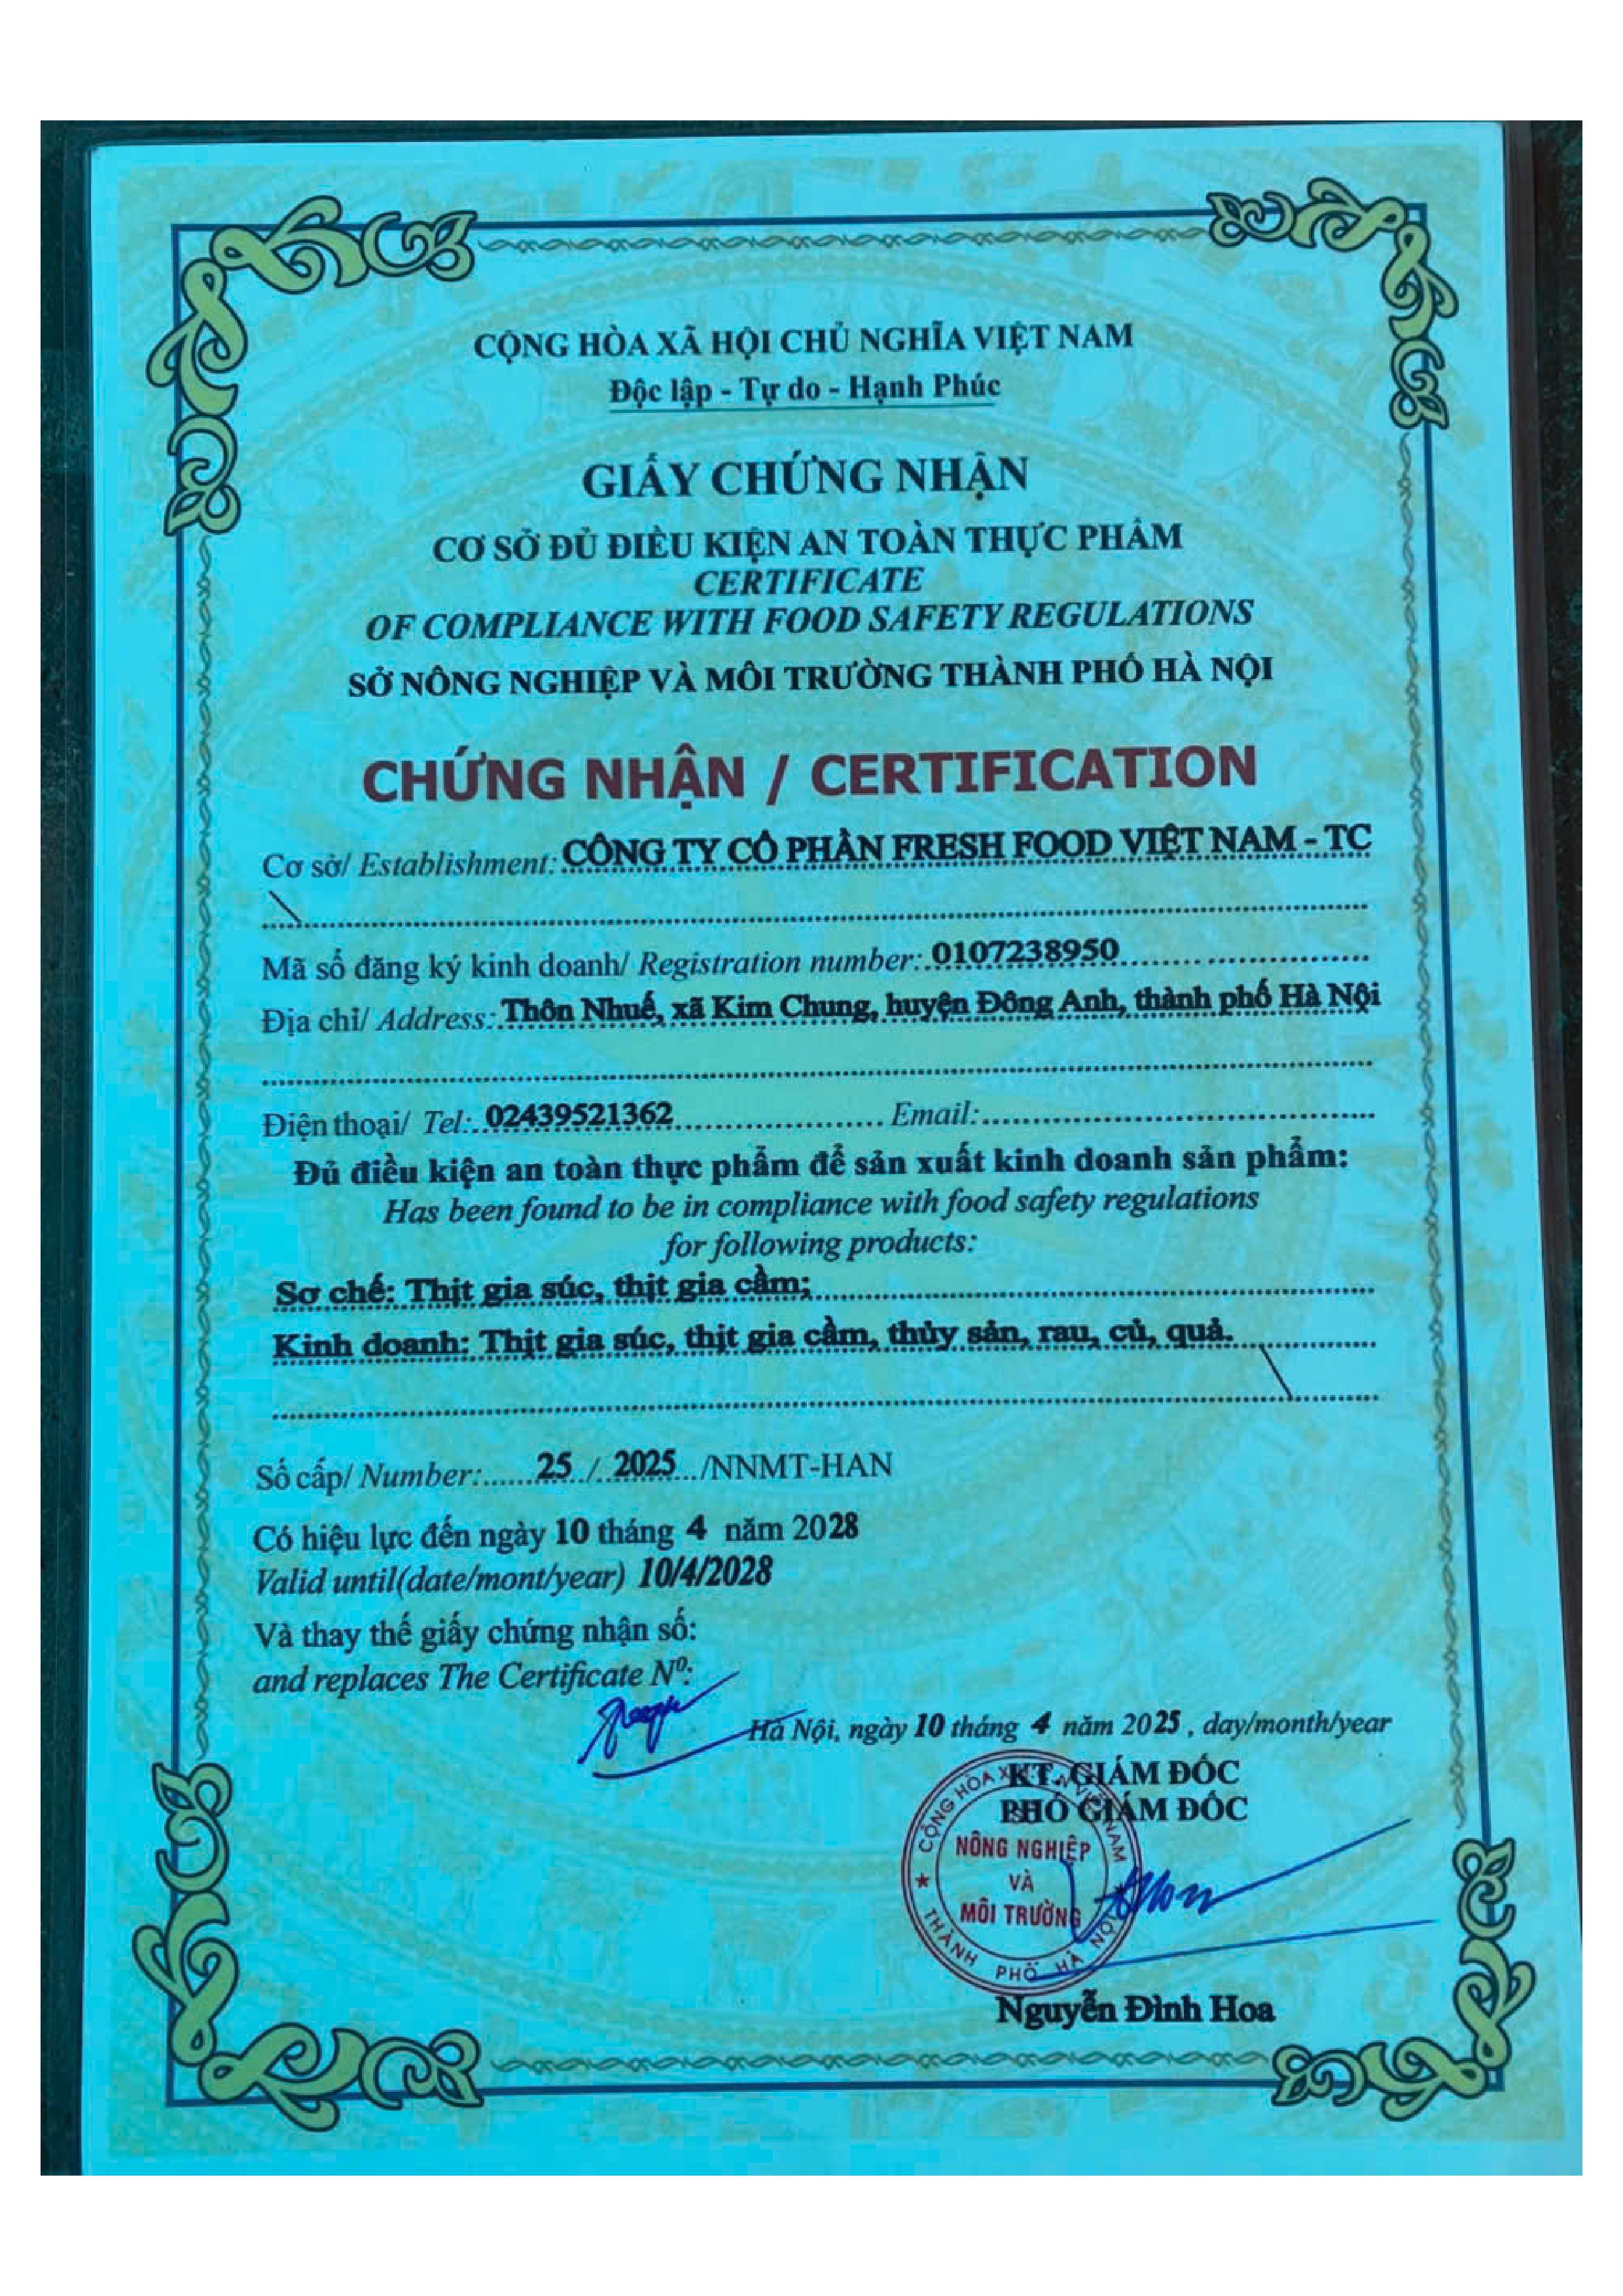 CỘNG HÒA XÃ HỘI CHỦ NGHĨA VIỆT NAM
Độc lập - Tự do - Hạnh Phúc
GIẤY CHỨNG NHẬN
CƠ SỞ ĐỦ ĐIỀU KIỆN AN TOÀN THỰC PHẨM
CERTIFICATE
OF COMPLIANCE WITH FOOD SAFETY REGULATIONS
SỞ NÔNG NGHIỆP VÀ MÔI TRƯỜNG THÀNH PHỐ HÀ NỘI
CHỨNG NHẬN / CERTIFICATION
Cơ sở/ Establishment: CÔNG TY CỔ PHẦN FRESH FOOD VIỆT NAM - TC
Mã số đăng ký kinh doanh/ Registration number: 0107238950
Địa chỉ/ Address: Thôn Nhuế, xã Kim Chung, huyện Đông Anh, thành phố Hà Nội
Điện thoại/ Tel: 02439521362 Email:
Đủ điều kiện an toàn thực phẩm để sản xuất kinh doanh sản phẩm:
Has been found to be in compliance with food safety regulations
for following products:
Sơ chế: Thịt gia súc, thịt gia cầm;
Kinh doanh: Thịt gia súc, thịt gia cầm, thủy sản, rau, củ, quả.
Số cấp/ Number: 25 / 2025 /NNMT-HAN
Có hiệu lực đến ngày 10 tháng 4 năm 2028
Valid until(date/mont/year) 10/4/2028
Và thay thế giấy chứng nhận số:
and replaces The Certificate Nº:
Hà Nội, ngày 10 tháng 4 năm 2025 , day/month/year
KT. GIÁM ĐỐC
PHÓ GIÁM ĐỐC
NÔNG NGHIỆP
VÀ
MÔI TRƯỜNG
THÀNH PHỐ HÀ NỘI
Nguyễn Đình Hoa